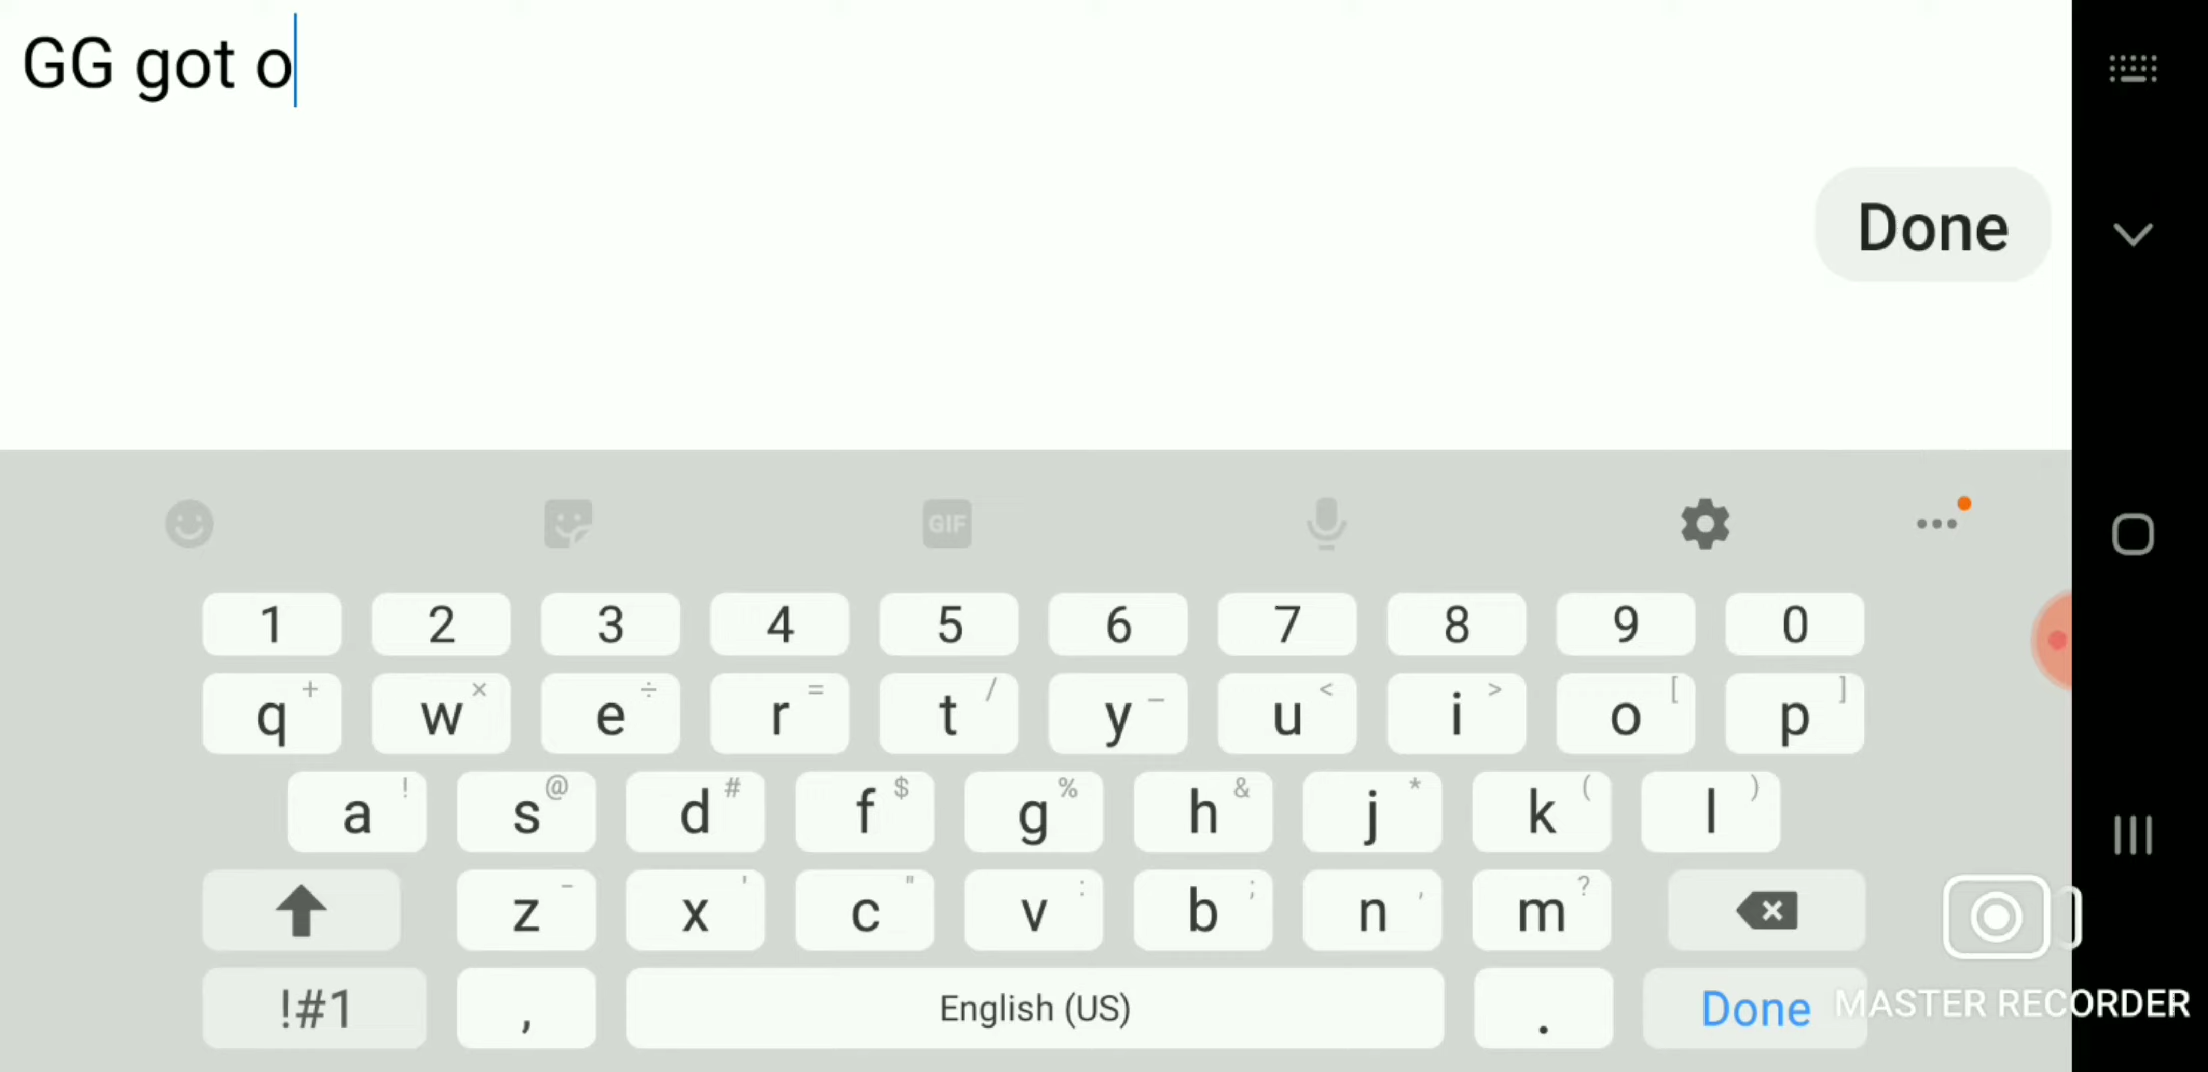 GG got o
Done
GIF
1 2 3 4 5 6 7 8 9 0
q + w × e ÷ r = t / y _ u < i > o [ p ]
a ! s @ d # f $ g % h & j * k ( l )
z - x ' c " v : b ; n , m ?
!#1 , English (US) . Done
MASTER RECORDER